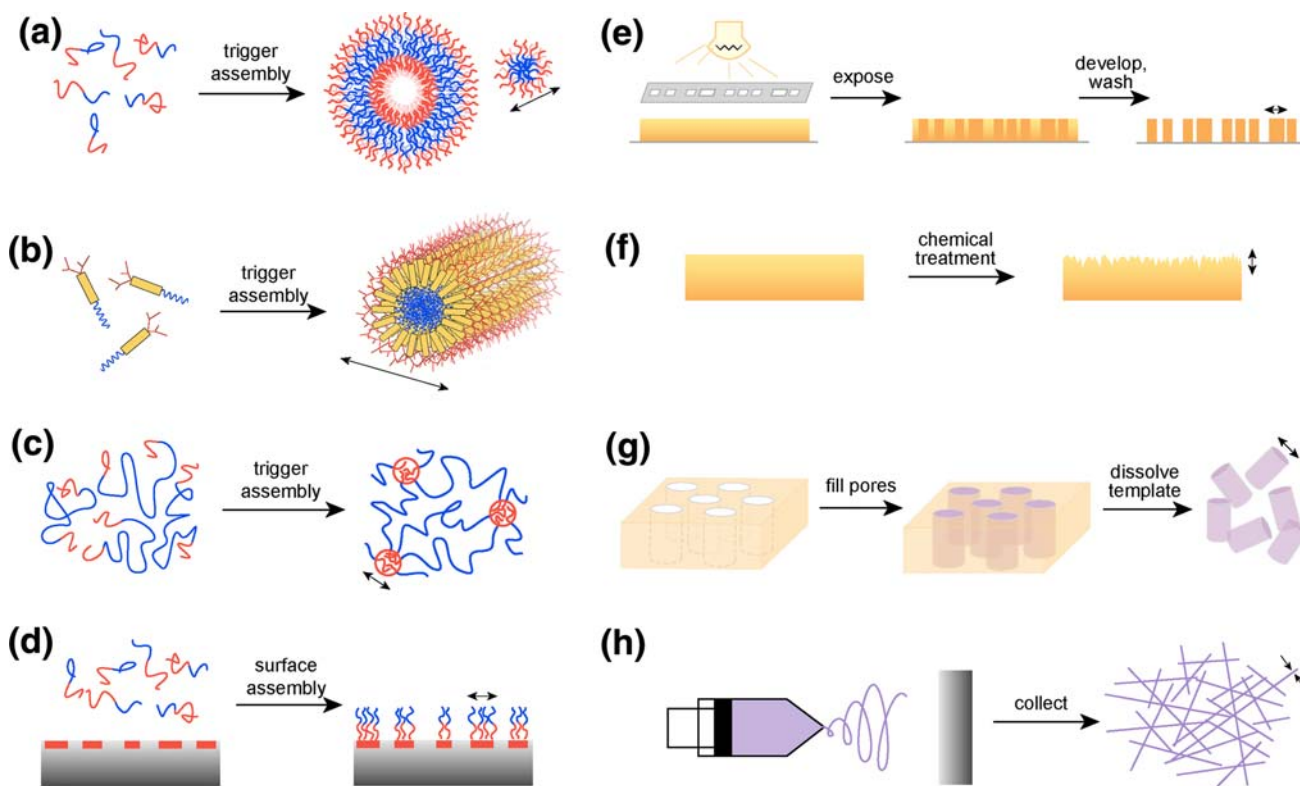 (a)
trigger
assembly
(b)
trigger
assembly
(c)
trigger
assembly
(d)
surface
assembly
(e)
expose
develop,
wash
(f)
chemical
treatment
(g)
fill pores
dissolve
template
(h)
collect